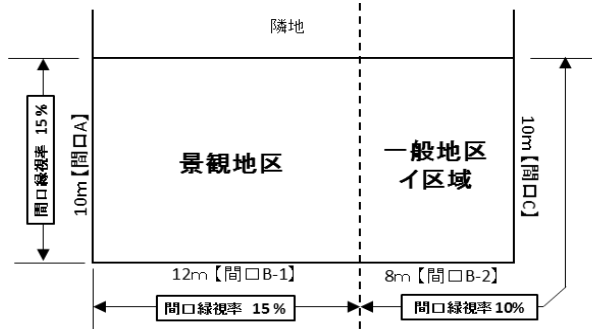 隣地
間口緑視率 15%
10m【間口A】
景観地区
一般地区
イ区域
10m【間口C】
12m【間口B-1】
8m【間口B-2】
間口緑視率 15%
間口緑視率10%